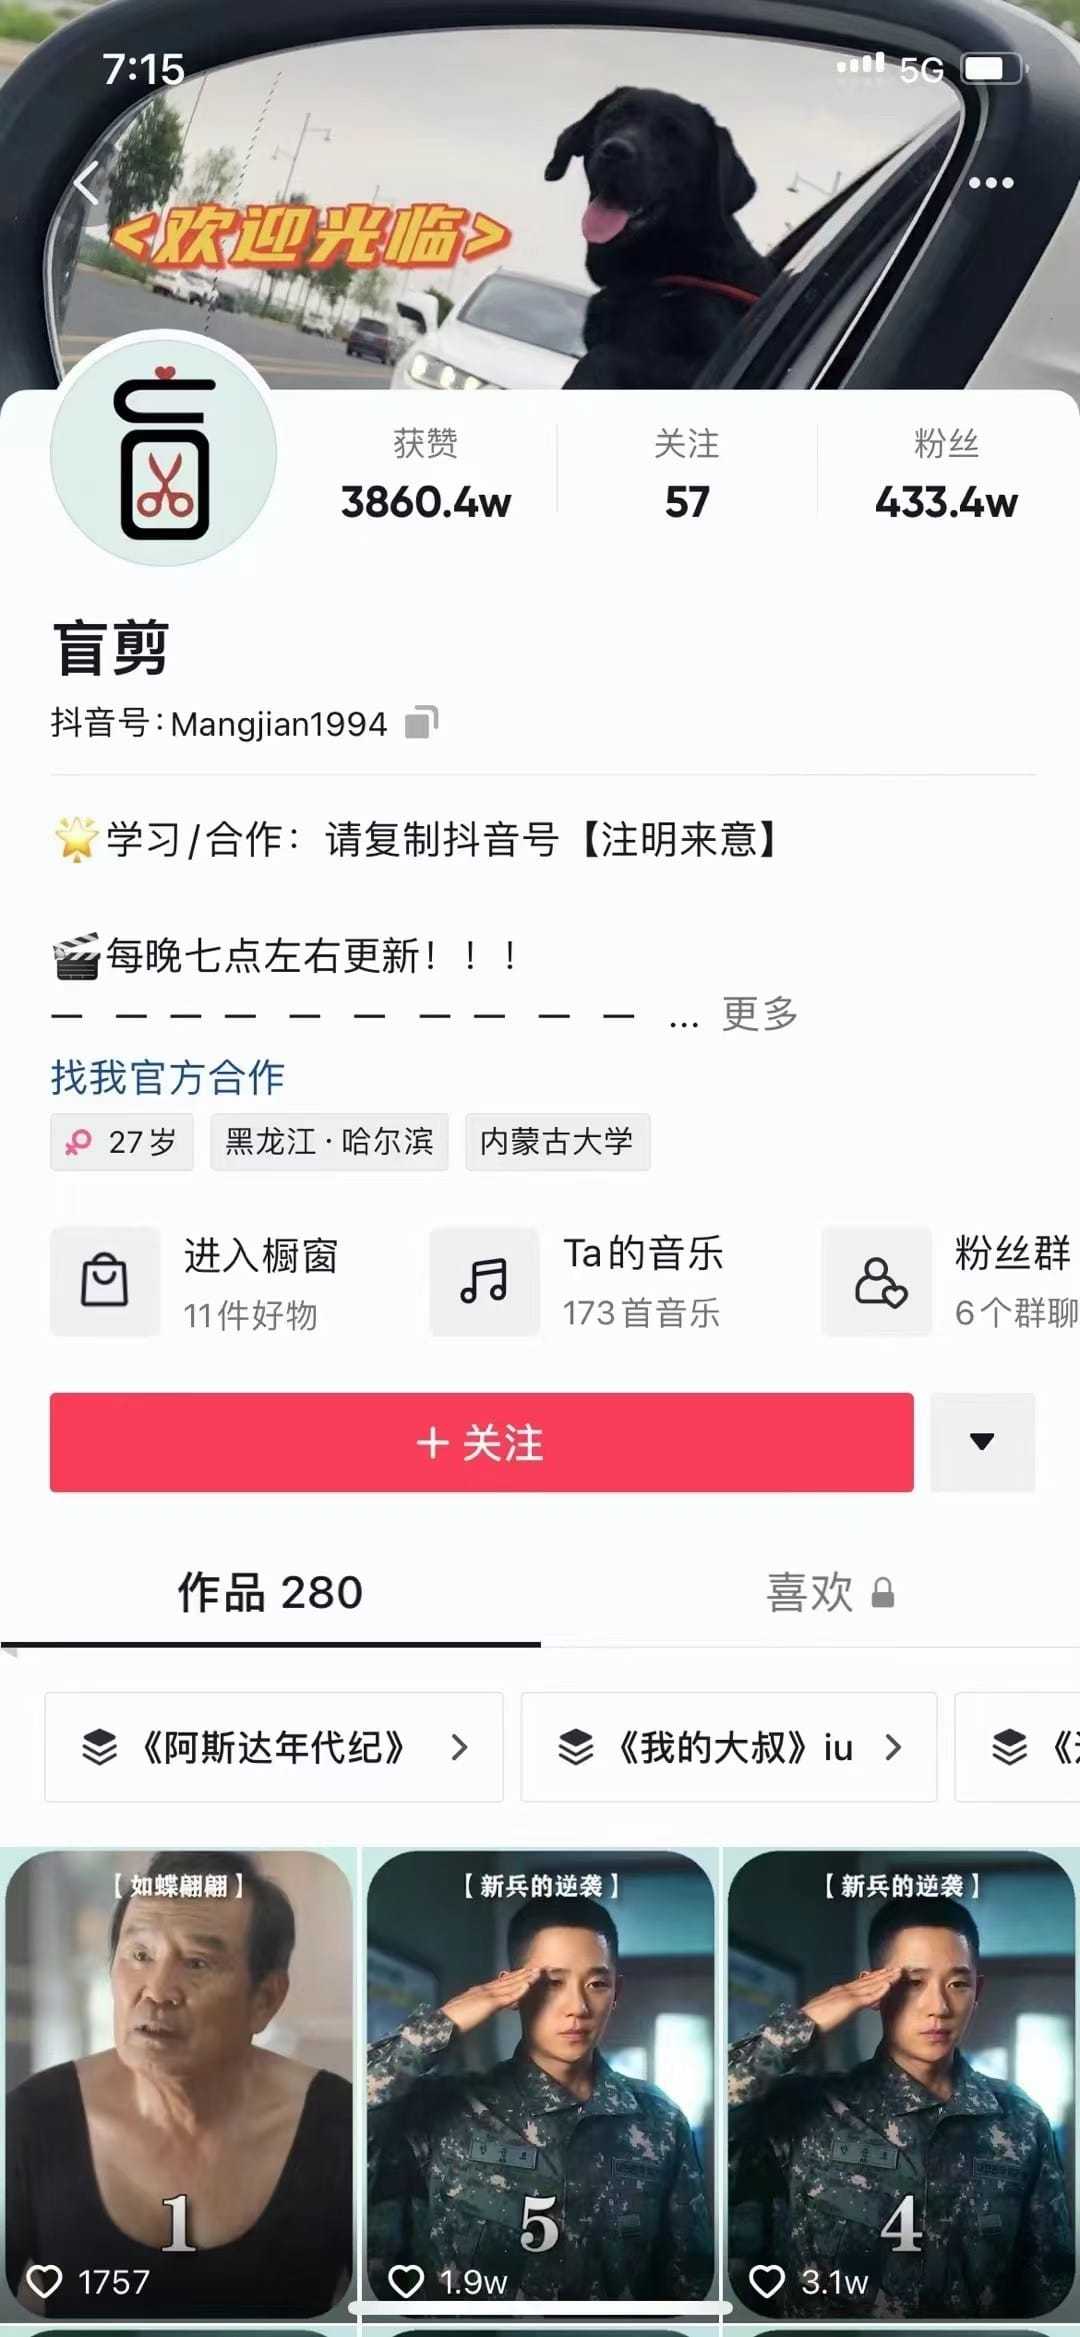 7:15
5G
<欢迎光临>
获赞 关注 粉丝
3860.4w 57 433.4w
盲剪
抖音号:Mangjian1994
学习/合作：请复制抖音号【注明来意】
每晚七点左右更新！！！
— — — — — — — — — — ... 更多
找我官方合作
27岁 黑龙江·哈尔滨 内蒙古大学
进入橱窗 Ta的音乐 粉丝群
11件好物 173首音乐 6个群聊
+ 关注
作品 280 喜欢
《阿斯达年代纪》 《我的大叔》iu 《
【如蝶翩翩】 【新兵的逆袭】 【新兵的逆袭】
1 5 4
1757 1.9w 3.1w